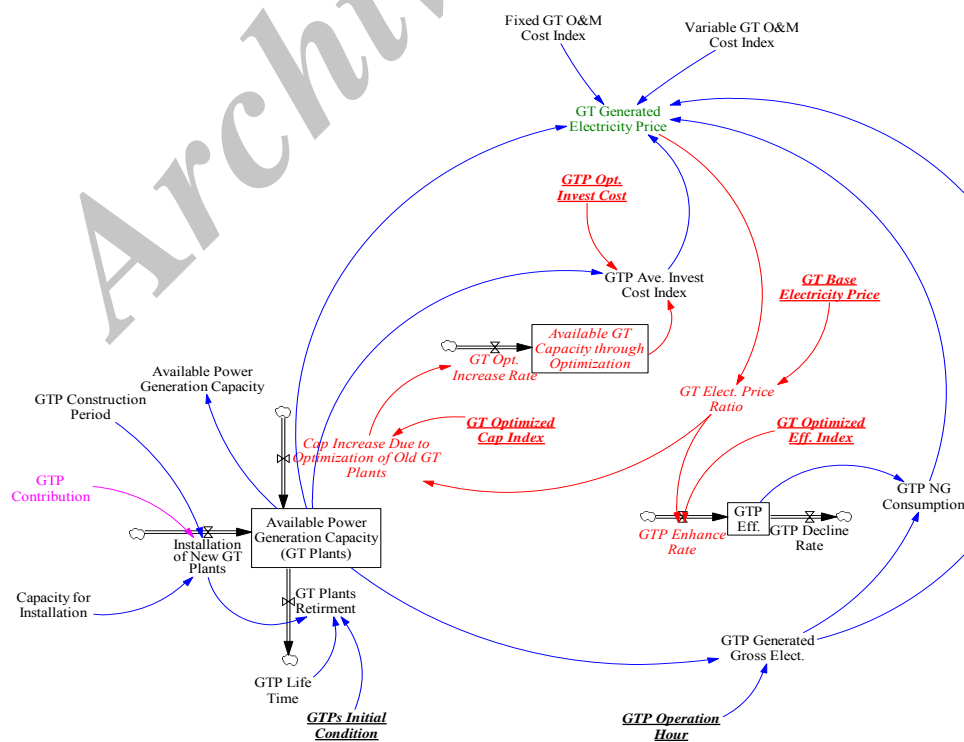 Archiv
Fixed GT O&M
Cost Index
Variable GT O&M
Cost Index
GT Generated
Electricity Price
GTP Opt.
Invest Cost
GTP Ave. Invest
Cost Index
GT Base
Electricity Price
Available GT
Capacity through
Optimization
GT Opt.
Increase Rate
Available Power
Generation Capacity
GTP Construction
Period
GT Elect. Price
Ratio
GT Optimized
Cap Index
GT Optimized
Eff. Index
Cap Increase Due to
Optimization of Old GT
Plants
GTP
Contribution
GTP NG
Consumption
GTP
Eff.
GTP Enhance
Rate
GTP Decline
Rate
Available Power
Generation Capacity
(GT Plants)
Installation
of New GT
Plants
Capacity for
Installation
GT Plants
Retirment
GTP Generated
Gross Elect.
GTP Life
Time
GTPs Initial
Condition
GTP Operation
Hour